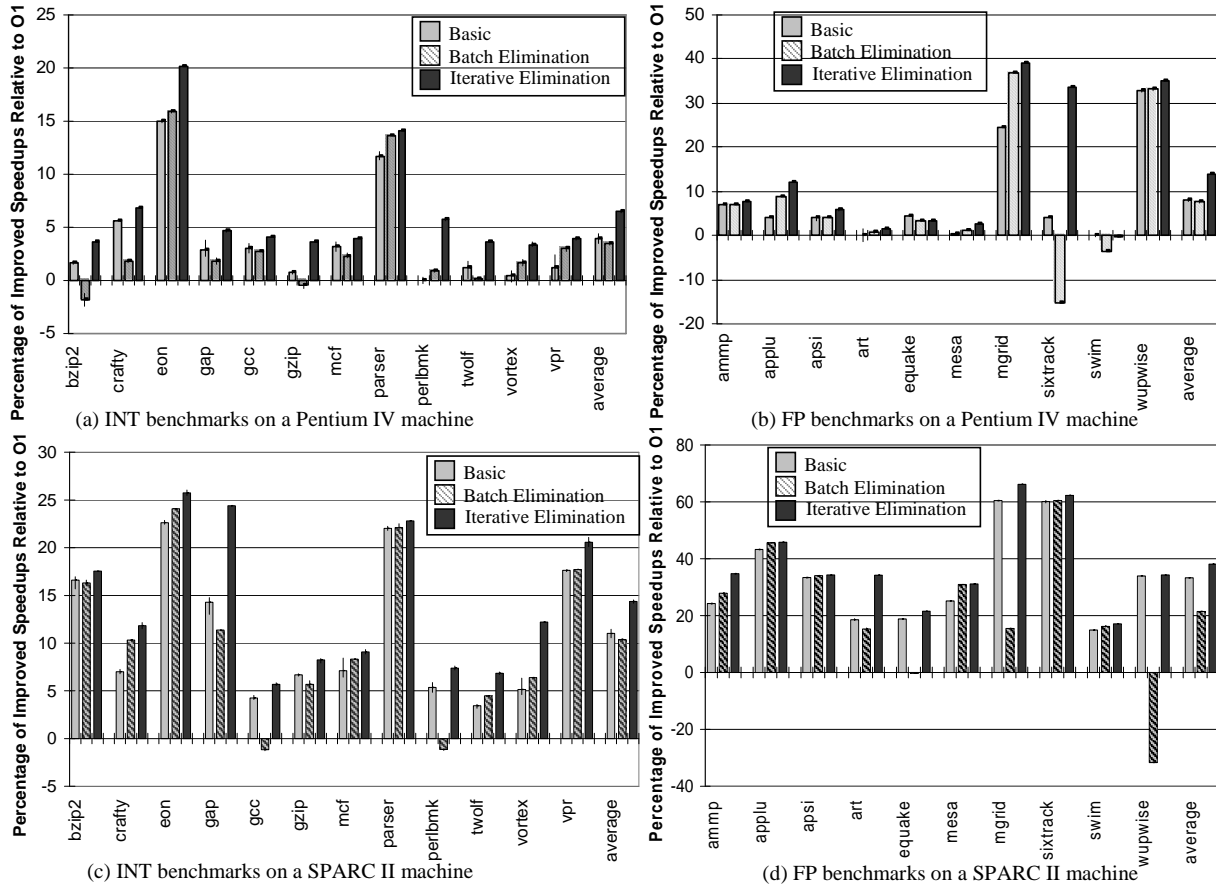 Percentage of Improved Speedups Relative to O1
25
20
15
10
5
0
-5
Basic
Batch Elimination
Iterative Elimination
bzip2
crafty
eon
gap
gcc
gzip
mcf
parser
perlbmk
twolf
vortex
vpr
average
(a) INT benchmarks on a Pentium IV machine
Percentage of Improved Speedups Relative to O1
50
40
30
20
10
0
-10
-20
Basic
Batch Elimination
Iterative Elimination
ammp
applu
apsi
art
equake
mesa
mgrid
sixtrack
swim
wupwise
average
(b) FP benchmarks on a Pentium IV machine
Percentage of Improved Speedups Relative to O1
30
25
20
15
10
5
0
-5
Basic
Batch Elimination
Iterative Elimination
bzip2
crafty
eon
gap
gcc
gzip
mcf
parser
perlbmk
twolf
vortex
vpr
average
(c) INT benchmarks on a SPARC II machine
Percentage of Improved Speedups Relative to O1
80
60
40
20
0
-20
-40
Basic
Batch Elimination
Iterative Elimination
ammp
applu
apsi
art
equake
mesa
mgrid
sixtrack
swim
wupwise
average
(d) FP benchmarks on a SPARC II machine